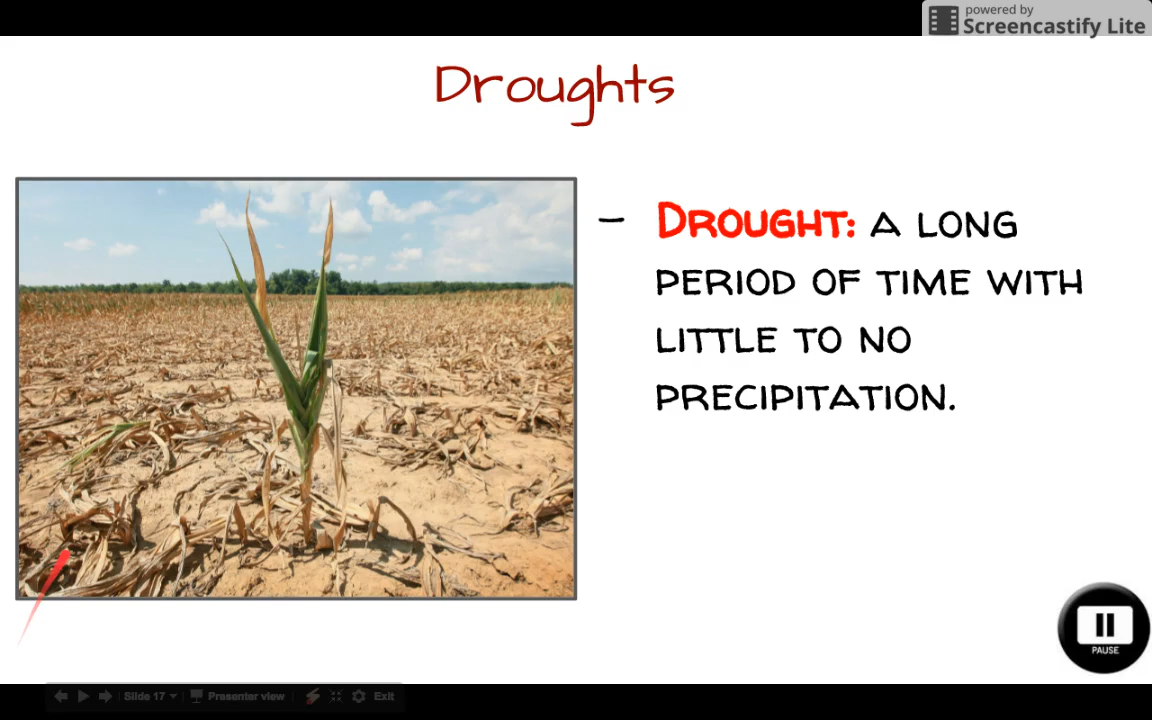 powered by
Screencastify Lite
Droughts
– Drought: a long
period of time with
little to no
precipitation.
PAUSE
Slide 17 Presenter view Exit